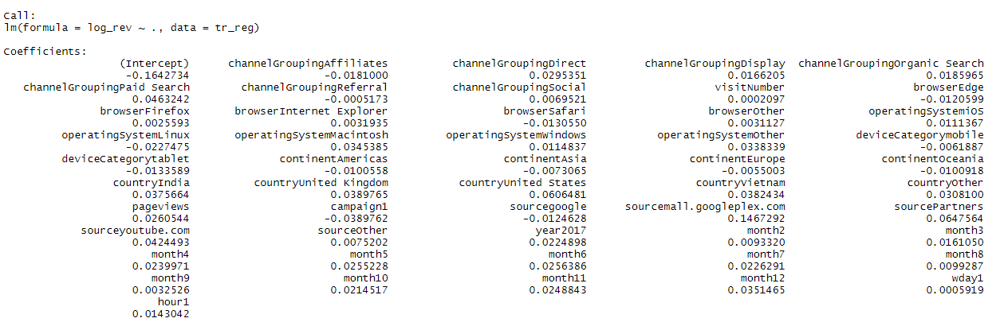 Call:
lm(formula = log_rev ~ ., data = tr_reg)
Coefficients:
(Intercept) channelGroupingAffiliates channelGroupingDirect channelGroupingDisplay channelGroupingOrganic Search
-0.1642734 -0.0181000 0.0295351 0.0166205 0.0185965
channelGroupingPaid Search channelGroupingReferral channelGroupingSocial visitNumber browserEdge
0.0463242 -0.0005173 0.0069521 0.0002097 -0.0120599
browserFirefox browserInternet Explorer browserSafari browserOther operatingSystemiOS
0.0025593 0.0031935 -0.0130550 0.0031127 0.0111367
operatingSystemLinux operatingSystemMacintosh operatingSystemWindows operatingSystemOther deviceCategorymobile
-0.0227475 0.0345385 0.0114837 0.0338339 -0.0061887
deviceCategorytablet continentAmericas continentAsia continentEurope continentOceania
-0.0133589 -0.0100558 -0.0073065 -0.0055003 -0.0100918
countryIndia countryUnited Kingdom countryUnited States countryVietnam countryOther
0.0375664 0.0389765 0.0606481 0.0382434 0.0308100
pageviews campaign1 sourcegoogle sourcemall.googleplex.com sourcePartners
0.0260544 -0.0389762 -0.0124628 0.1467292 0.0647564
sourceyoutube.com sourceOther year2017 month2 month3
0.0424493 0.0075202 0.0224898 0.0093320 0.0161050
month4 month5 month6 month7 month8
0.0239971 0.0255228 0.0256386 0.0226291 0.0099287
month9 month10 month11 month12 wday1
0.0032526 0.0214517 0.0248843 0.0351465 0.0005919
hour1
0.0143042